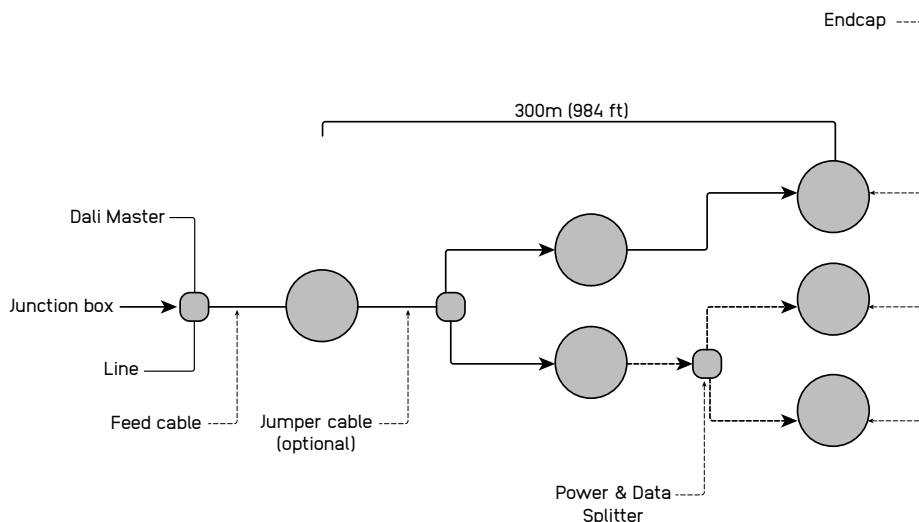 Endcap
300m (984 ft)
Dali Master
Junction box
Line
Feed cable
Jumper cable
(optional)
Power & Data
Splitter